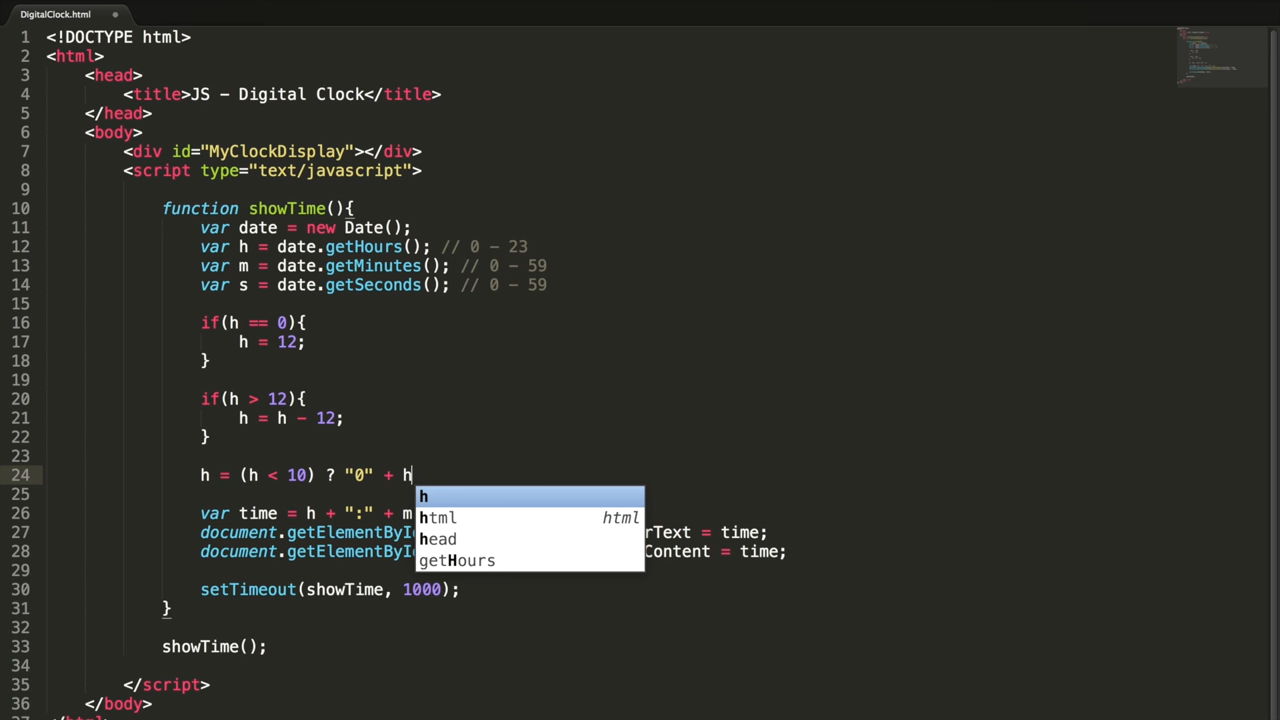 DigitalClock.html
1 <!DOCTYPE html>
2 <html>
3 <head>
4 <title>JS - Digital Clock</title>
5 </head>
6 <body>
7 <div id="MyClockDisplay"></div>
8 <script type="text/javascript">
9
10 function showTime(){
11 var date = new Date();
12 var h = date.getHours(); // 0 - 23
13 var m = date.getMinutes(); // 0 - 59
14 var s = date.getSeconds(); // 0 - 59
15
16 if(h == 0){
17 h = 12;
18 }
19
20 if(h > 12){
21 h = h - 12;
22 }
23
24 h = (h < 10) ? "0" + h
h
html html
head
getHours
25
26 var time = h + ":" + m
27 document.getElementById rText = time;
28 document.getElementById Content = time;
29
30 setTimeout(showTime, 1000);
31 }
32
33 showTime();
34
35 </script>
36 </body>
37 </html>